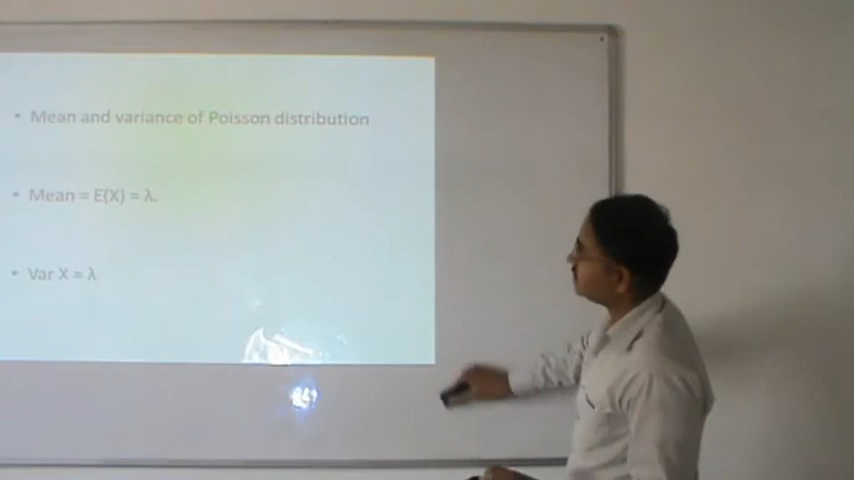 • Mean and variance of Poisson distribution
• Mean = E(X) = λ.
• Var X = λ